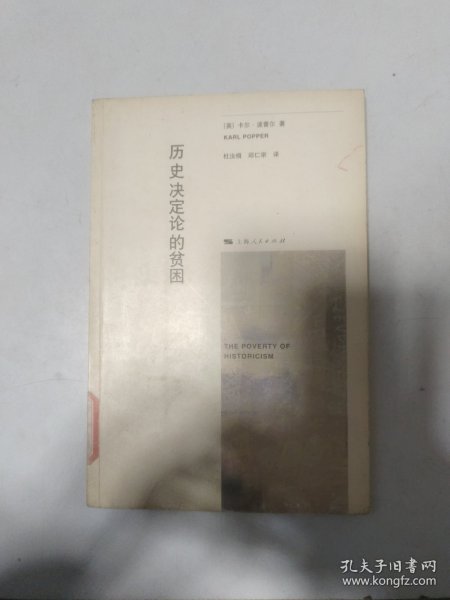 历史决定论的贫困
[英] 卡尔·波普尔 著
KARL POPPER
杜汝楫 邱仁宗 译
上海人民出版社
THE POVERTY OF
HISTORICISM
孔夫子旧书网
www.kongfz.com